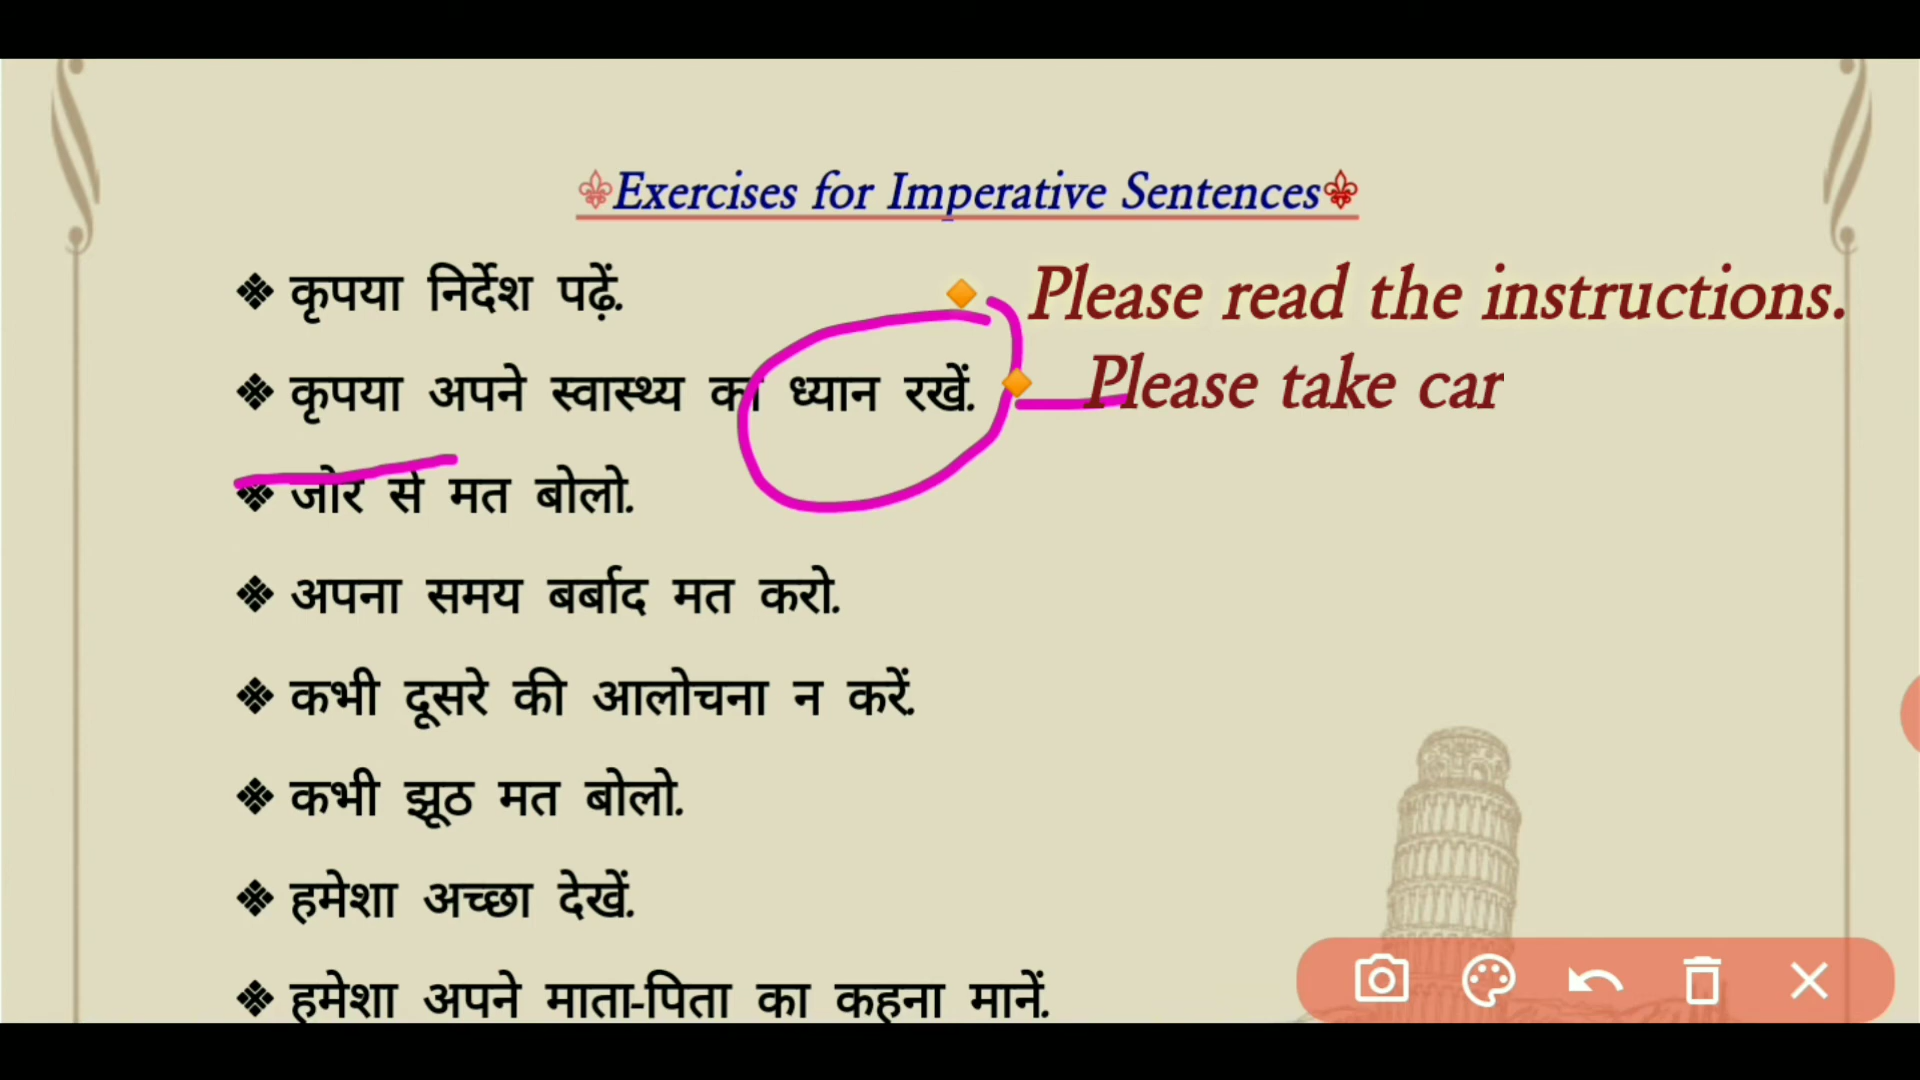 Exercises for Imperative Sentences
❖ कृपया निर्देश पढ़ें.
🔸 Please read the instructions.
❖ कृपया अपने स्वास्थ्य का ध्यान रखें.
🔸 Please take car
❖ जोर से मत बोलो.
❖ अपना समय बर्बाद मत करो.
❖ कभी दूसरे की आलोचना न करें.
❖ कभी झूठ मत बोलो.
❖ हमेशा अच्छा देखें.
❖ हमेशा अपने माता-पिता का कहना मानें.